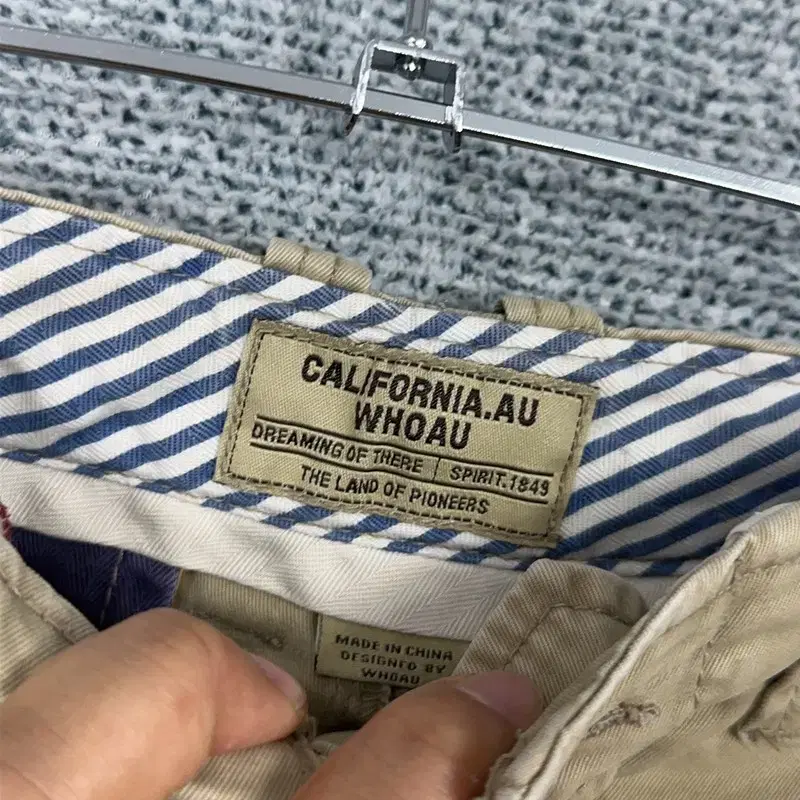 CALIFORNIA.AU
WHOAU
DREAMING OF THERE | SPIRIT.1849
THE LAND OF PIONEERS
MADE IN CHINA
DESIGNED BY
WHOAU